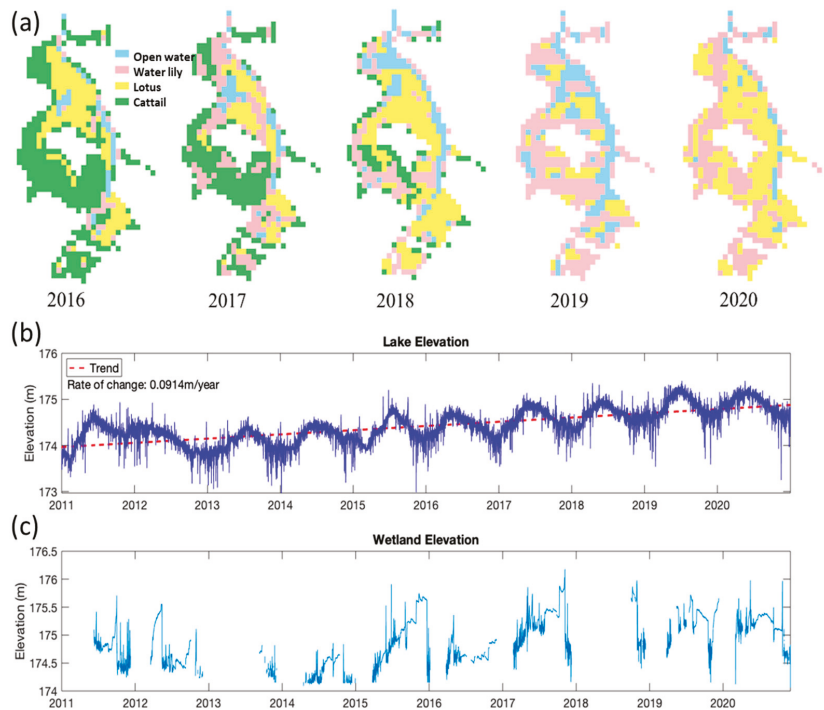 (a)
Open water
Water lily
Lotus
Cattail
2016 2017 2018 2019 2020
(b)
Lake Elevation
176
175
174
173
Elevation (m)
Trend
Rate of change: 0.0914m/year
2011 2012 2013 2014 2015 2016 2017 2018 2019 2020
(c)
Wetland Elevation
176.5
176
175.5
175
174.5
174
Elevation (m)
2011 2012 2013 2014 2015 2016 2017 2018 2019 2020